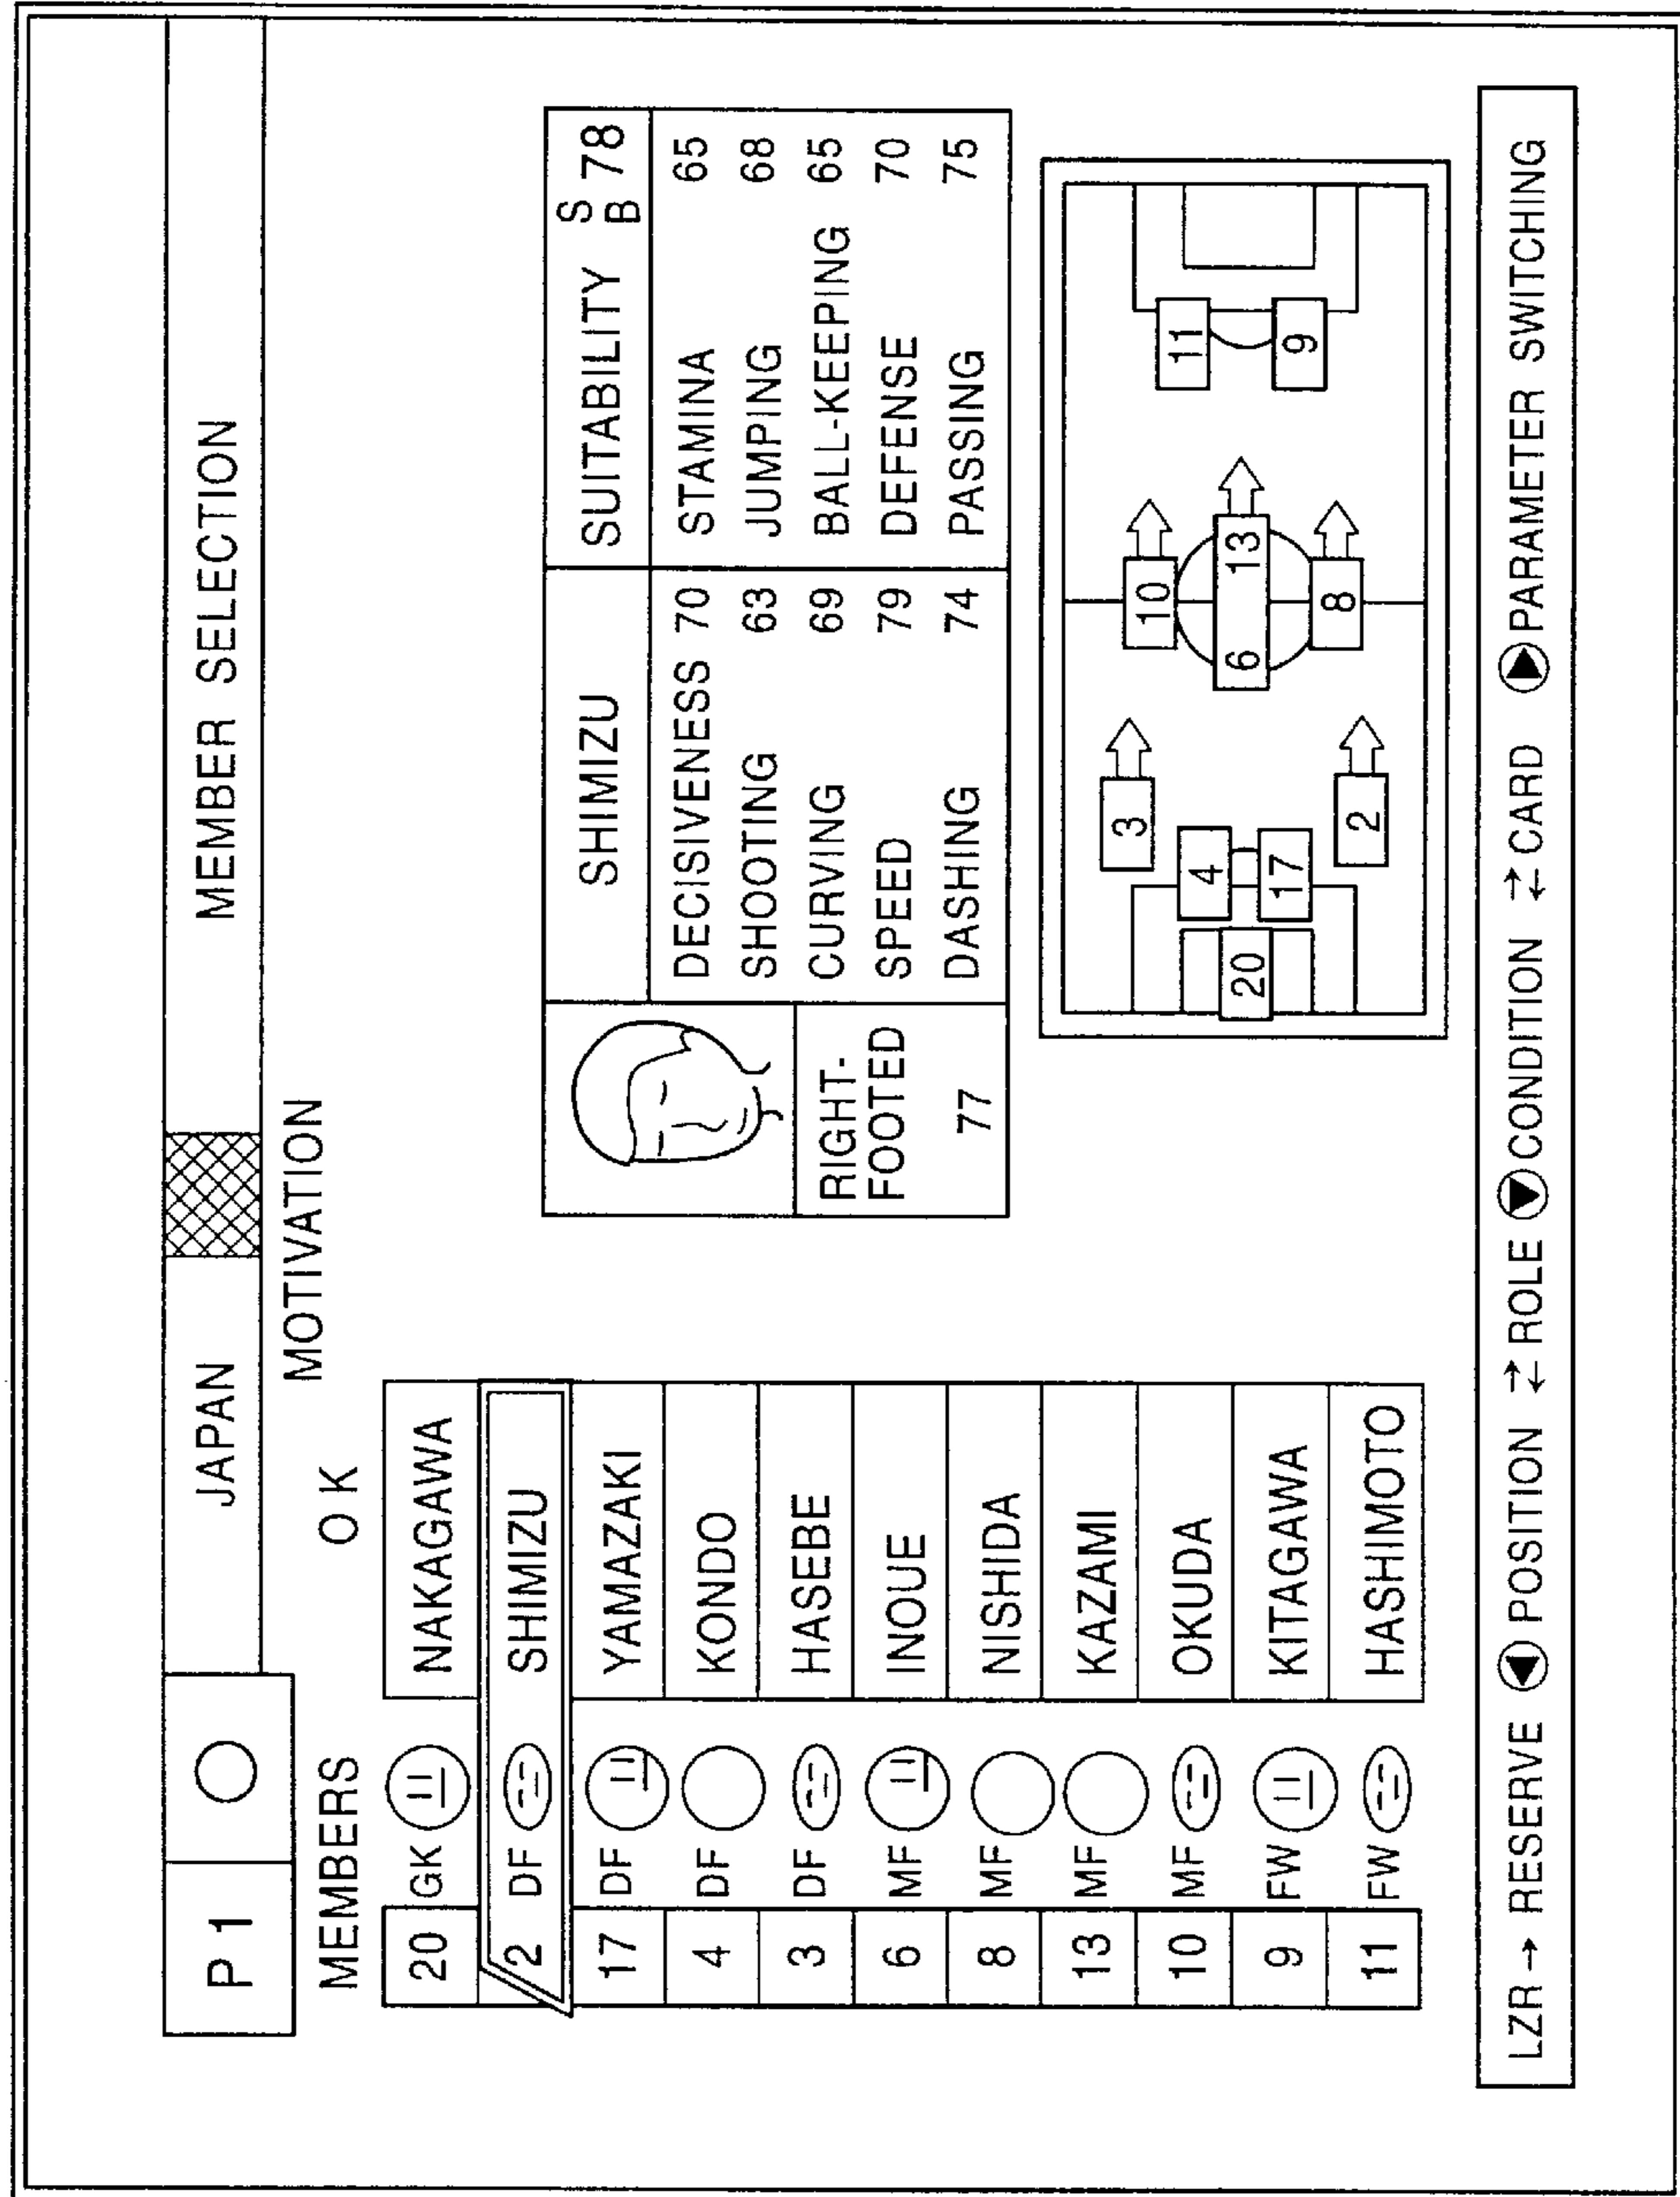 P1 JAPAN MEMBER SELECTION
MEMBERS OK MOTIVATION
20 GK NAKAGAWA
2 DF SHIMIZU
17 DF YAMAZAKI
4 DF KONDO
3 DF HASEBE
6 MF INOUE
8 MF NISHIDA
13 MF KAZAMI
10 MF OKUDA
9 FW KITAGAWA
11 FW HASHIMOTO
SHIMIZU SUITABILITY SB 78
RIGHT-
FOOTED
77
DECISIVENESS 70 STAMINA 65
SHOOTING 63 JUMPING 68
CURVING 69 BALL-KEEPING 65
SPEED 79 DEFENSE 70
DASHING 74 PASSING 75
3 10 11
4
20 6 13
17 9
2 8
LZR → RESERVE ◀ POSITION ⇄ ROLE ▼ CONDITION ⇄ CARD ▲ PARAMETER SWITCHING